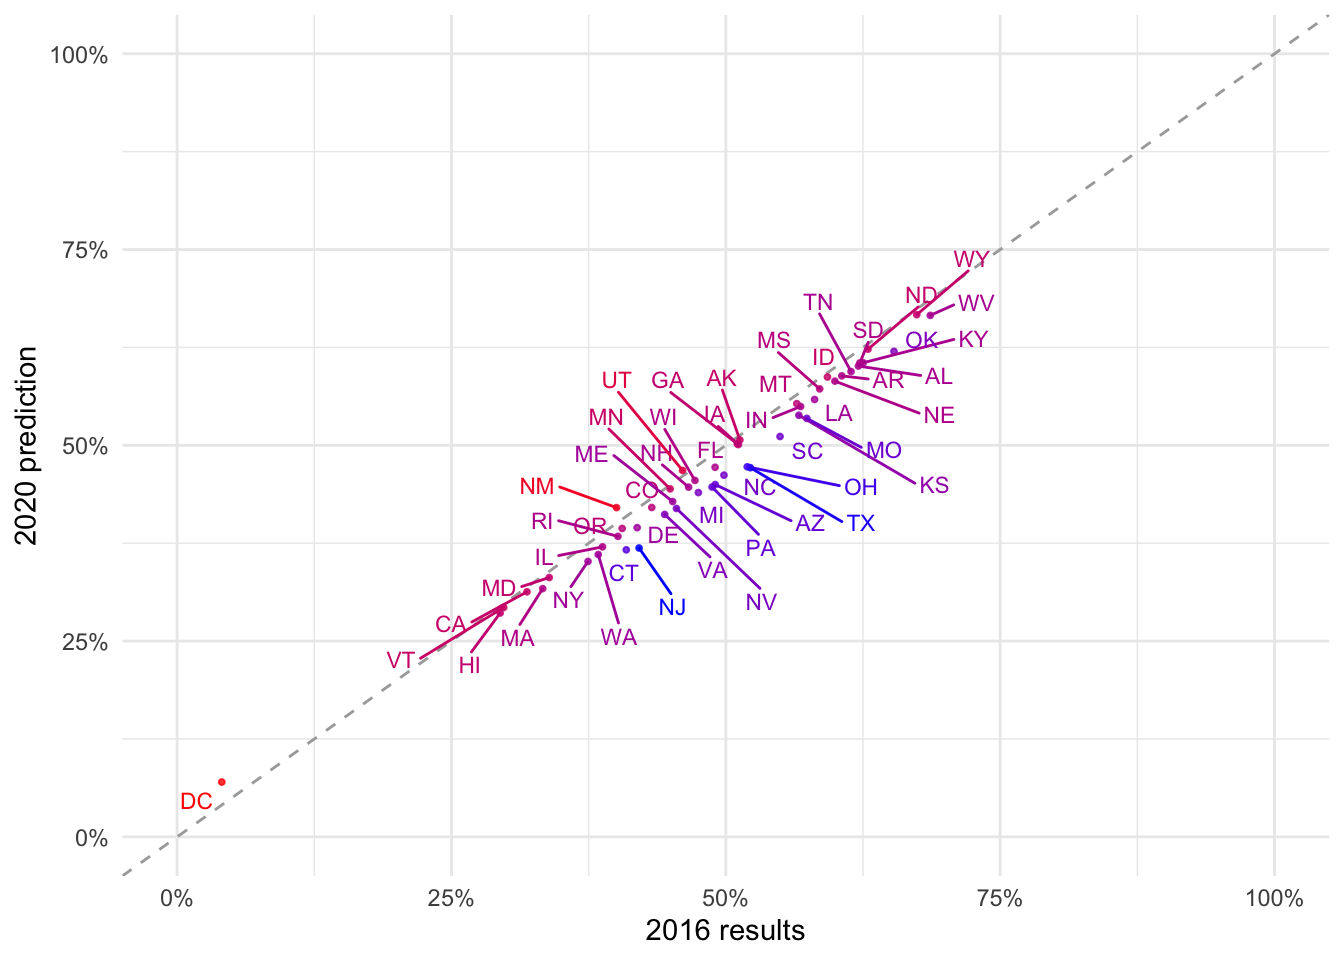 100%
75%
50%
25%
0%
2020 prediction
WY
ND
WV
TN
SD
OK
KY
MS
ID
AR
AL
UT
GA
AK
MT
NE
MN
WI
IA
IN
LA
ME
NH
FL
SC
MO
NM
CO
NC
OH
KS
RI
OR
DE
MI
AZ
TX
IL
CT
PA
MD
NY
VA
NJ
NV
CA
MA
WA
VT
HI
DC
0%
25%
50%
75%
100%
2016 results